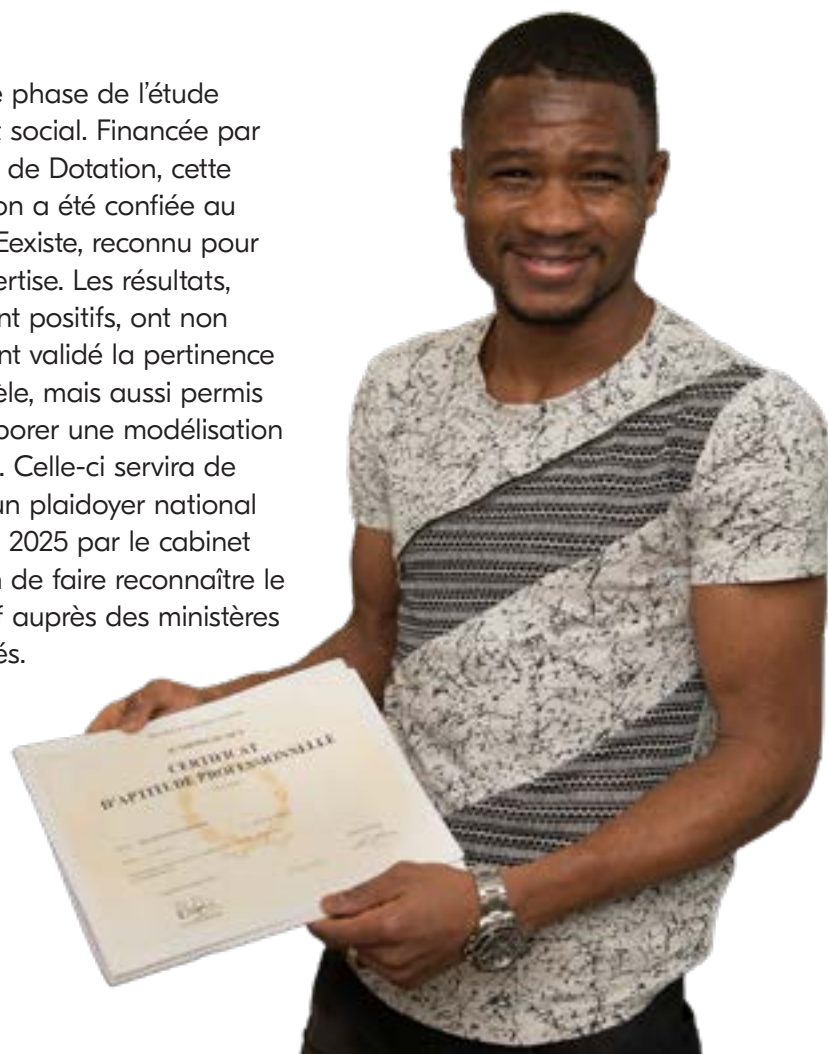 phase de l'étude
social. Financée par
de Dotation, cette
on a été confiée au
Eexiste, reconnu pour
ertise. Les résultats,
nt positifs, ont non
nt validé la pertinence
èle, mais aussi permis
borer une modélisation
. Celle-ci servira de
un plaidoyer national
2025 par le cabinet
de faire reconnaître le
f auprès des ministères
és.
CERTIFICAT
D'APTITUDE PROFESSIONNELLE